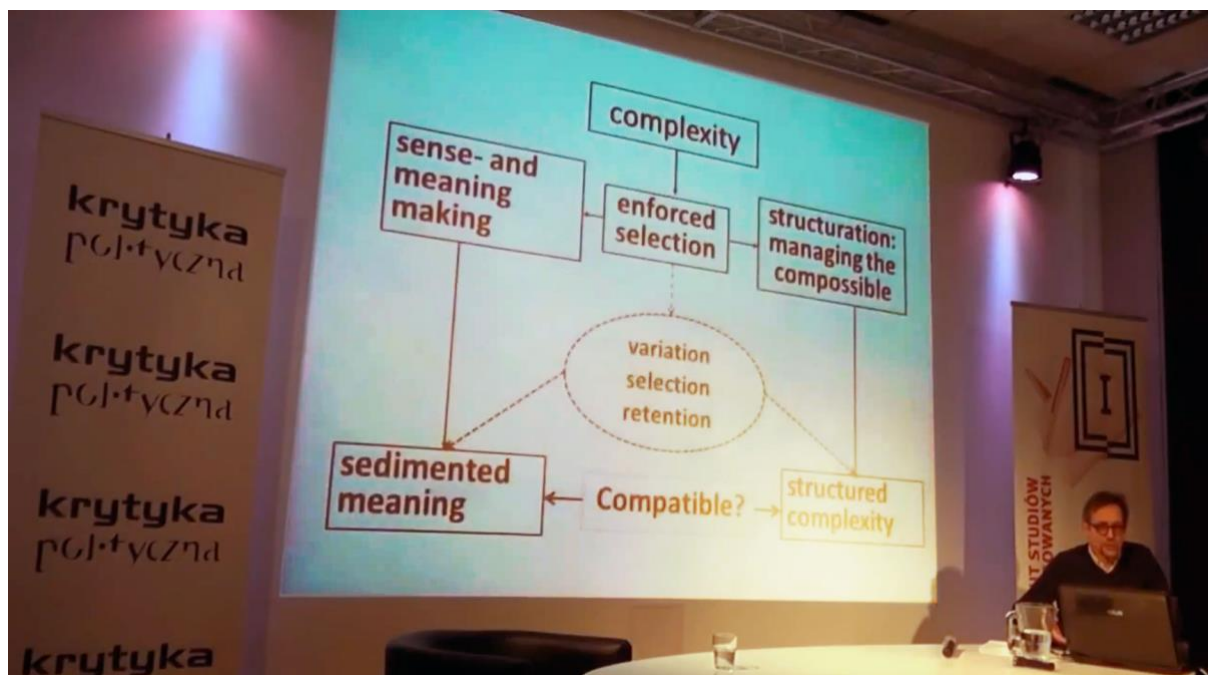 krytyka
polityczna
krytyka
polityczna
krytyka
polityczna
krytyka
complexity
sense- and
meaning
making
enforced
selection
structuration:
managing the
compossible
variation
selection
retention
sedimented
meaning
Compatible?
structured
complexity
I
STUDIÓW